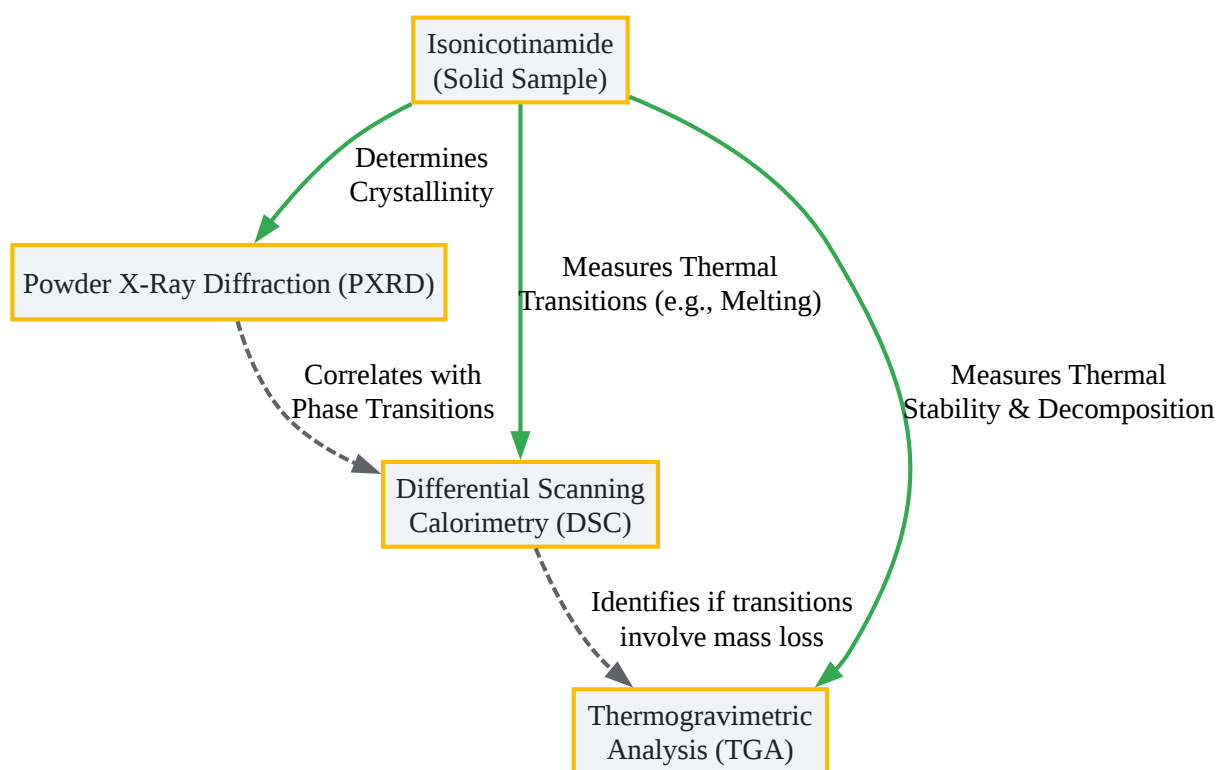 Isonicotinamide
(Solid Sample)
Determines
Crystallinity
Powder X-Ray Diffraction (PXRD)
Measures Thermal
Transitions (e.g., Melting)
Correlates with
Phase Transitions
Measures Thermal
Stability & Decomposition
Differential Scanning
Calorimetry (DSC)
Identifies if transitions
involve mass loss
Thermogravimetric
Analysis (TGA)